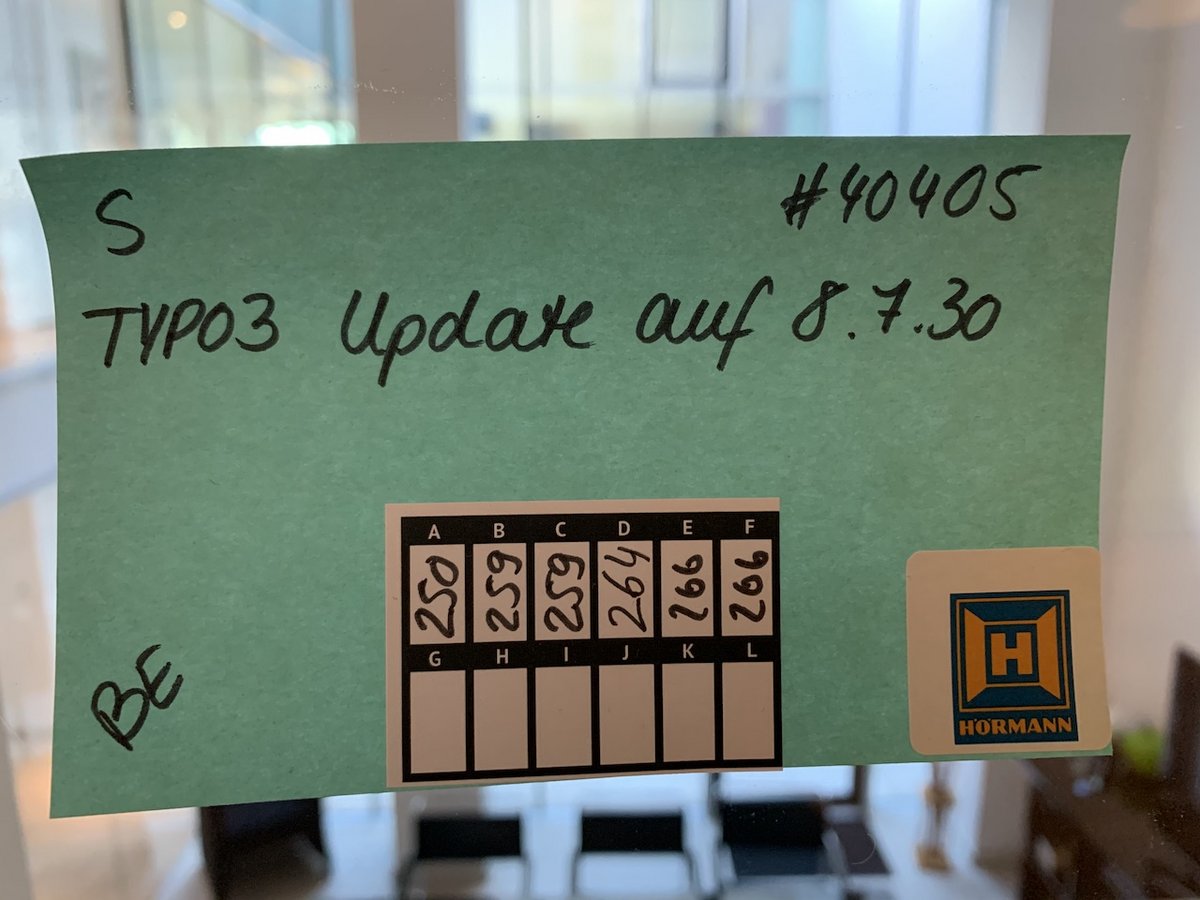 S #40405
TYPO3 Update auf 8.7.30
A B C D E F
250 259 259 264 266 266
G H I J K L
BE
H
HÖRMANN